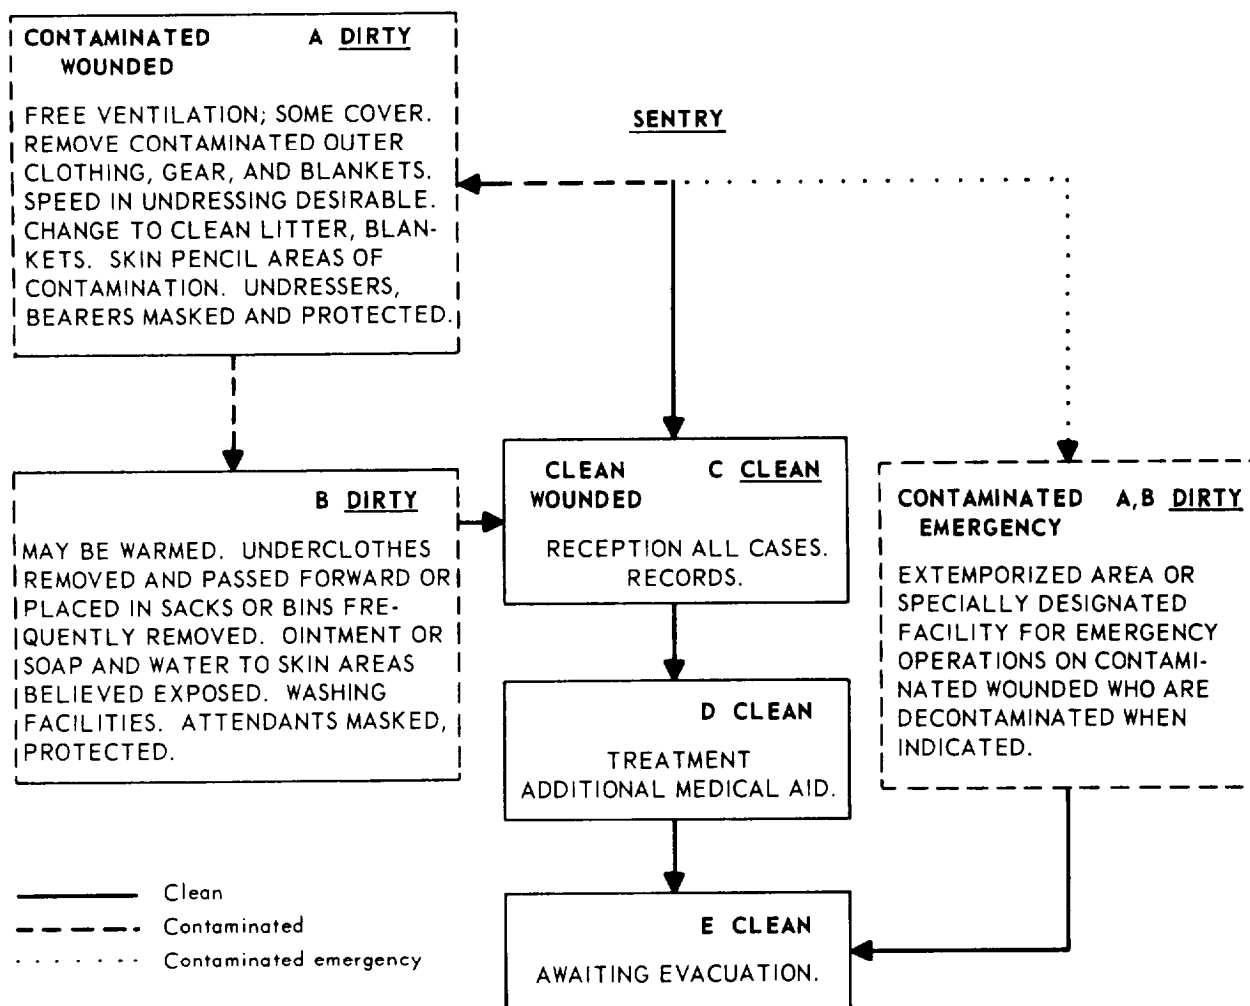 CONTAMINATED A DIRTY
WOUNDED
FREE VENTILATION; SOME COVER.
REMOVE CONTAMINATED OUTER
CLOTHING, GEAR, AND BLANKETS.
SPEED IN UNDRESSING DESIRABLE.
CHANGE TO CLEAN LITTER, BLAN-
KETS. SKIN PENCIL AREAS OF
CONTAMINATION. UNDRESSERS,
BEARERS MASKED AND PROTECTED.
SENTRY
B DIRTY
MAY BE WARMED. UNDERCLOTHES
REMOVED AND PASSED FORWARD OR
PLACED IN SACKS OR BINS FRE-
QUENTLY REMOVED. OINTMENT OR
SOAP AND WATER TO SKIN AREAS
BELIEVED EXPOSED. WASHING
FACILITIES. ATTENDANTS MASKED,
PROTECTED.
CLEAN C CLEAN
WOUNDED
RECEPTION ALL CASES.
RECORDS.
CONTAMINATED A,B DIRTY
EMERGENCY
EXTEMPORIZED AREA OR
SPECIALLY DESIGNATED
FACILITY FOR EMERGENCY
OPERATIONS ON CONTAMI-
NATED WOUNDED WHO ARE
DECONTAMINATED WHEN
INDICATED.
D CLEAN
TREATMENT
ADDITIONAL MEDICAL AID.
E CLEAN
AWAITING EVACUATION.
Clean
Contaminated
Contaminated emergency